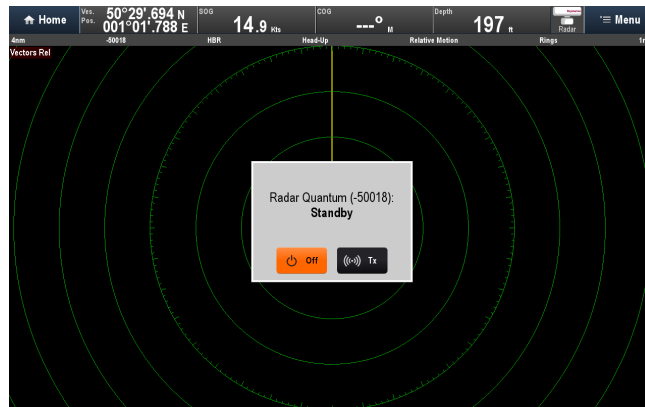 Home
Ves. Pos.
50°29'.694 N
001°01'.788 E
SOG
14.9 Kts
COG
---° M
Depth
197 ft
Radar
Menu
4nm -50018 HBR Head-Up Relative Motion Rings 1n
Vectors Rel
Radar Quantum (-50018):
Standby
Off
Tx